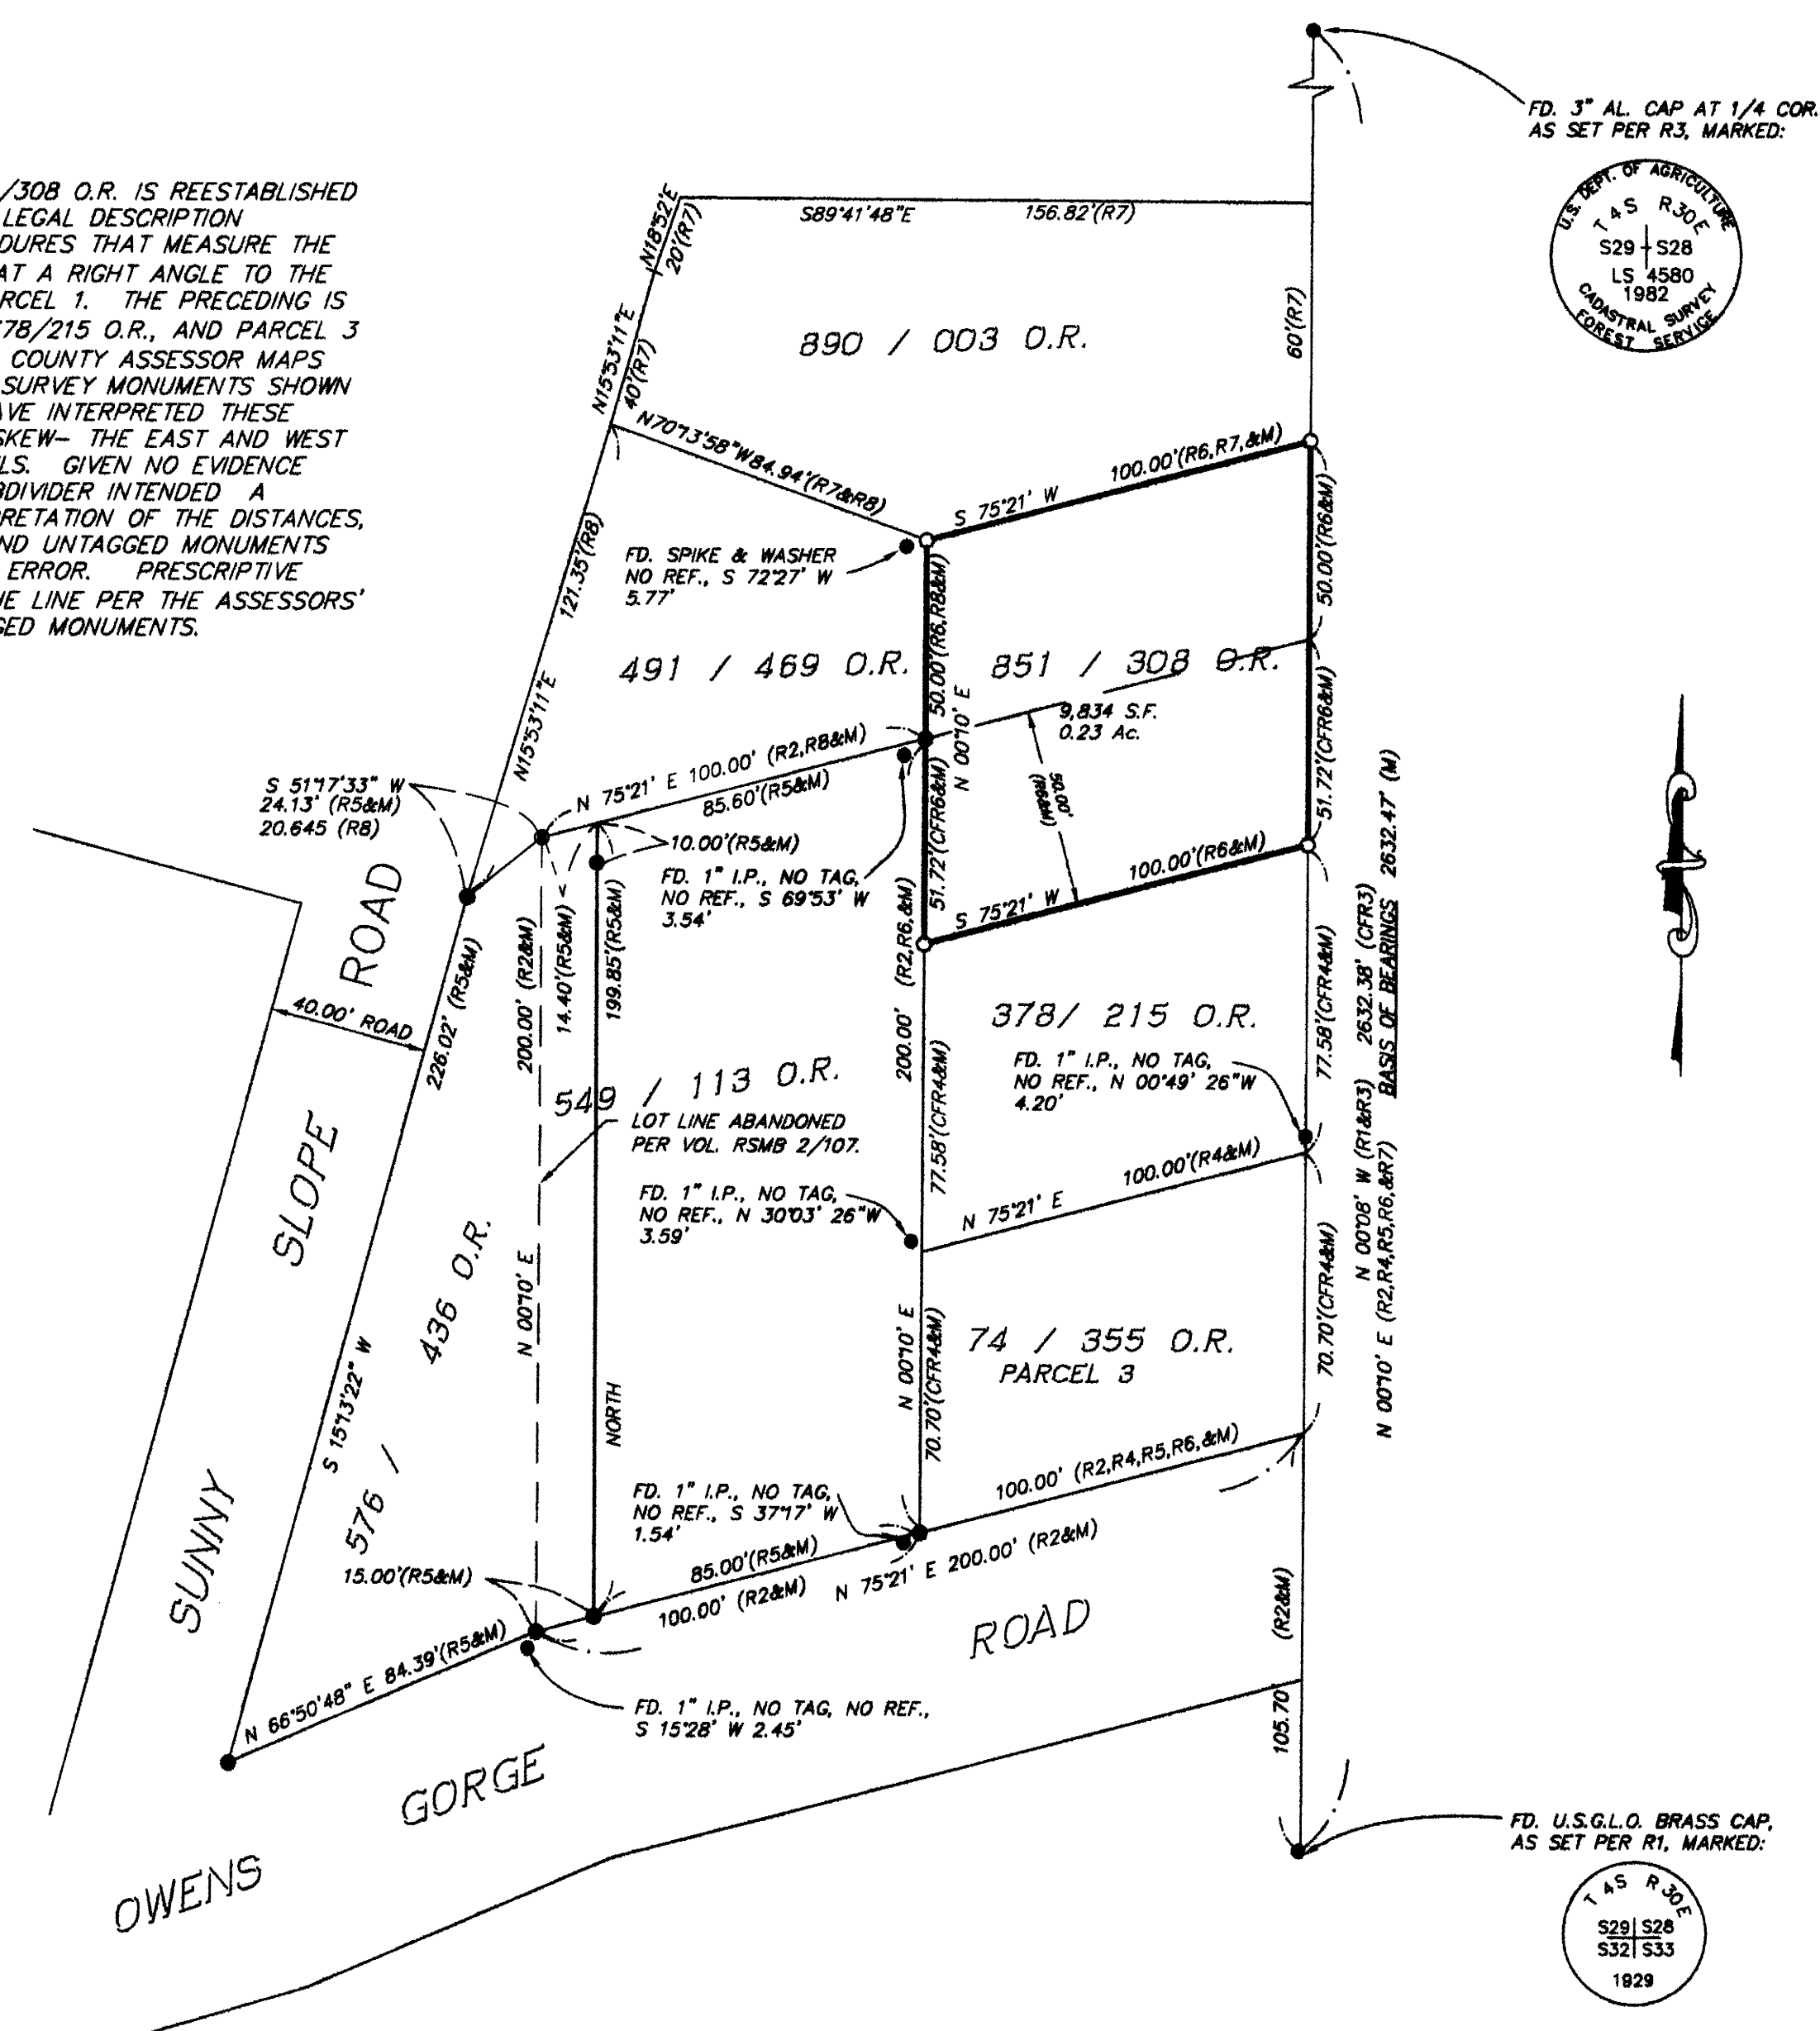 FD. 3" AL. CAP AT 1/4 COR.
AS SET PER R3, MARKED:
U.S. DEPT. OF AGRICULTURE
T 4S R30E
S29 S28
LS 4580
1982
CADASTRAL SURVEY
FOREST SERVICE
/308 O.R. IS REESTABLISHED
LEGAL DESCRIPTION
DURES THAT MEASURE THE
AT A RIGHT ANGLE TO THE
RCEL 1. THE PRECEDING IS
78/215 O.R., AND PARCEL 3
COUNTY ASSESSOR MAPS
SURVEY MONUMENTS SHOWN
AVE INTERPRETED THESE
SKEW- THE EAST AND WEST
LS. GIVEN NO EVIDENCE
BDIVIDER INTENDED A
PRETATION OF THE DISTANCES,
ND UNTAGGED MONUMENTS
ERROR. PRESCRIPTIVE
E LINE PER THE ASSESSORS'
GED MONUMENTS.
N18°52'E
20'(R7)
S89°41'48"E 156.82'(R7)
60'(R7)
N15°53'11"E
40'(R7)
890 / 003 O.R.
N70°13'58"W 84.94'(R7&R8)
S 75°21' W 100.00'(R6,R7,&M)
FD. SPIKE & WASHER
NO REF., S 72°27' W
5.77'
121.35'(R8)
N15°53'11"E
491 / 469 O.R.
50.00'(R6,R8&M)
N 00°10' E
851 / 308 O.R.
50.00'(R6&M)
9,834 S.F.
0.23 Ac.
50.00'
(R6&M)
51.72'(CFR6&M)
51.72'(CFR6&M)
S 75°21' W 100.00'(R6&M)
N 75°21' E 100.00' (R2,R8&M)
85.60'(R5&M)
S 51°17'33" W
24.13' (R5&M)
20.645 (R8)
10.00'(R5&M)
FD. 1" I.P., NO TAG,
NO REF., S 69°53' W
3.54'
40.00' ROAD
226.02' (R5&M)
200.00' (R2&M)
14.40'(R5&M)
199.85'(R5&M)
200.00' (R2,R6,&M)
378/ 215 O.R.
77.58'(CFR4&M)
77.58'(CFR4&M)
FD. 1" I.P., NO TAG,
NO REF., N 00°49' 26"W
4.20'
549 / 113 O.R.
LOT LINE ABANDONED
PER VOL. RSMB 2/107.
FD. 1" I.P., NO TAG,
NO REF., N 30°03' 26"W
3.59'
N 75°21' E 100.00'(R4&M)
N 00°08' W (R1&R3) 2632.38' (CFR3)
N 00°10' E (R2,R4,R5,R6,&R7) BASIS OF BEARINGS 2632.47' (M)
S 15°13'22" W
576 / 436 O.R.
N 00°10' E
NORTH
N 00°10' E
70.70'(CFR4&M)
70.70'(CFR4&M)
74 / 355 O.R.
PARCEL 3
100.00' (R2,R4,R5,R6,&M)
FD. 1" I.P., NO TAG,
NO REF., S 37°17' W
1.54'
15.00'(R5&M)
85.00'(R5&M)
100.00' (R2&M)
N 75°21' E 200.00' (R2&M)
N 66°50'48" E 84.39'(R5&M)
FD. 1" I.P., NO TAG, NO REF.,
S 15°28' W 2.45'
105.70' (R2&M)
SUNNY SLOPE ROAD
OWENS GORGE ROAD
FD. U.S.G.L.O. BRASS CAP,
AS SET PER R1, MARKED:
T 4S R 30E
S29 S28
S32 S33
1929